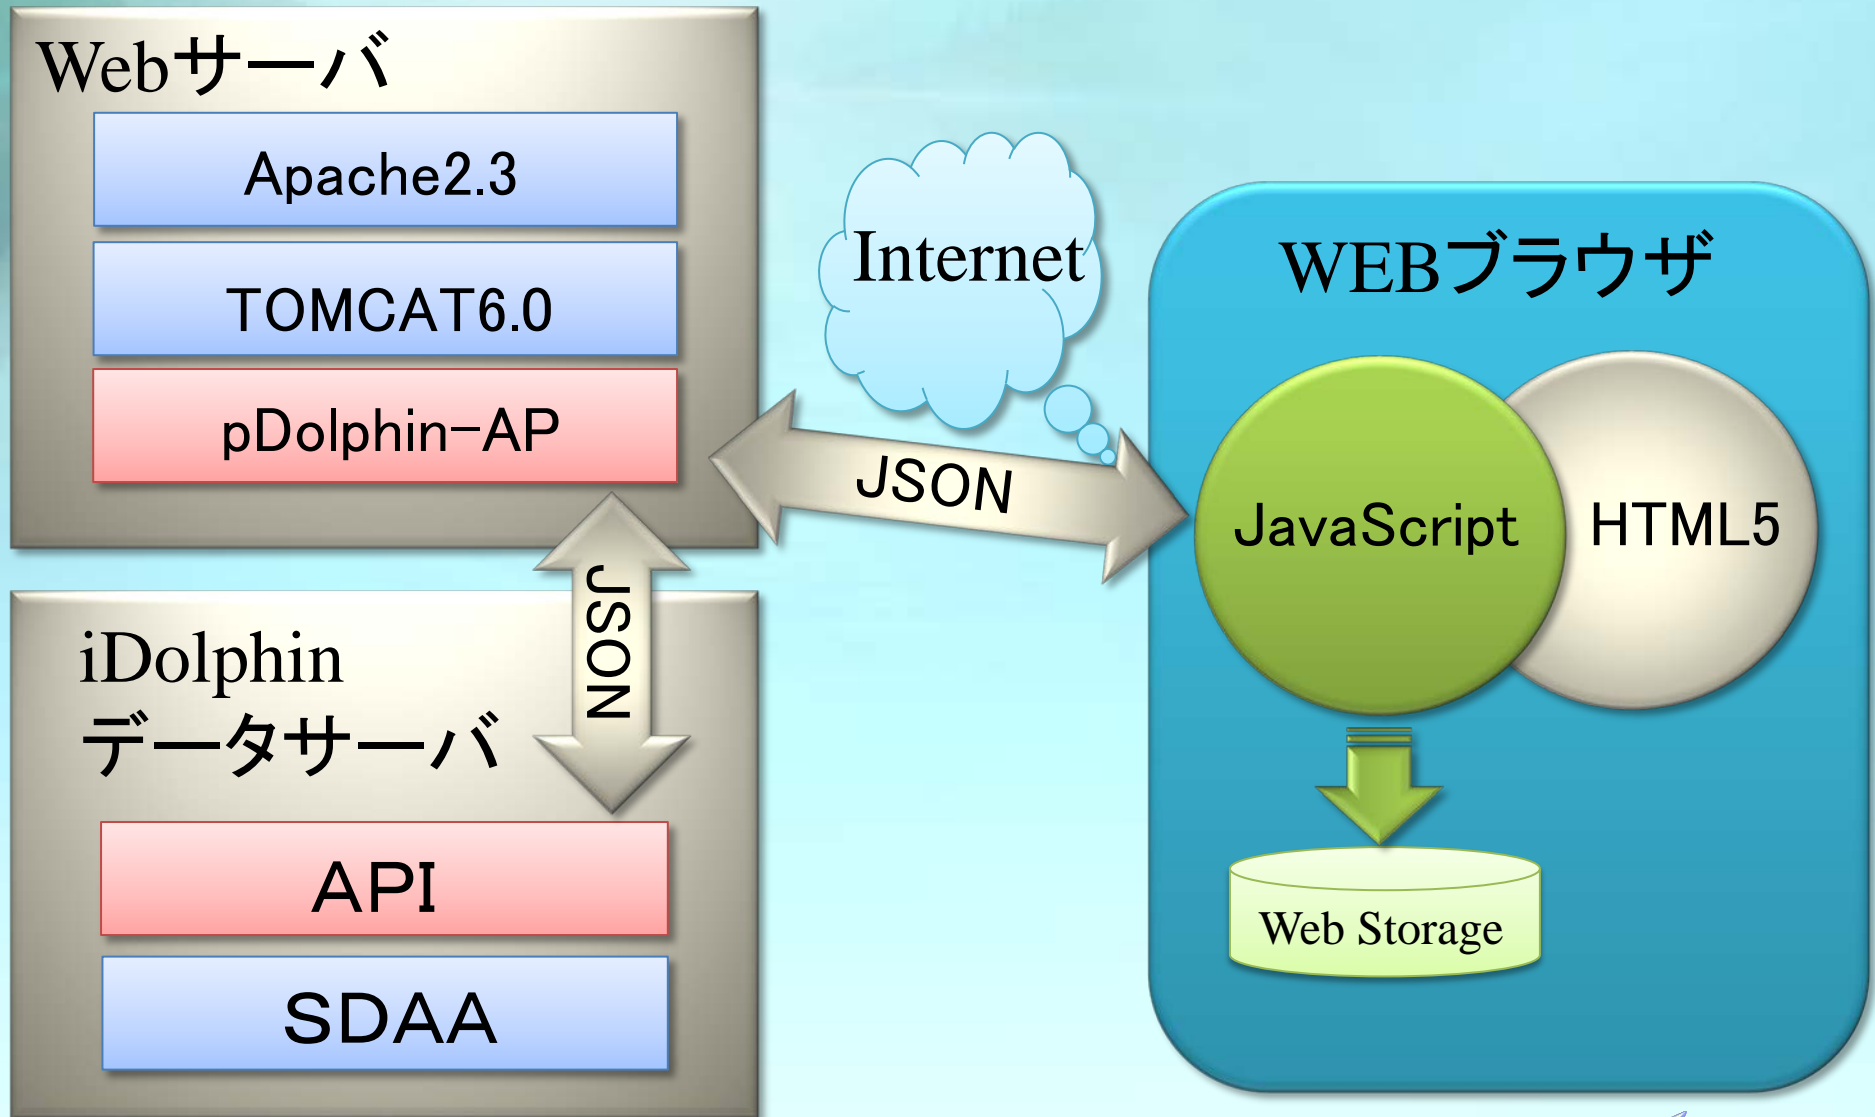 Webサーバ
Apache2.3
TOMCAT6.0
pDolphin-AP
iDolphin
データサーバ
API
SDAA
JSON
JSON
Internet
WEBブラウザ
JavaScript
HTML5
Web Storage